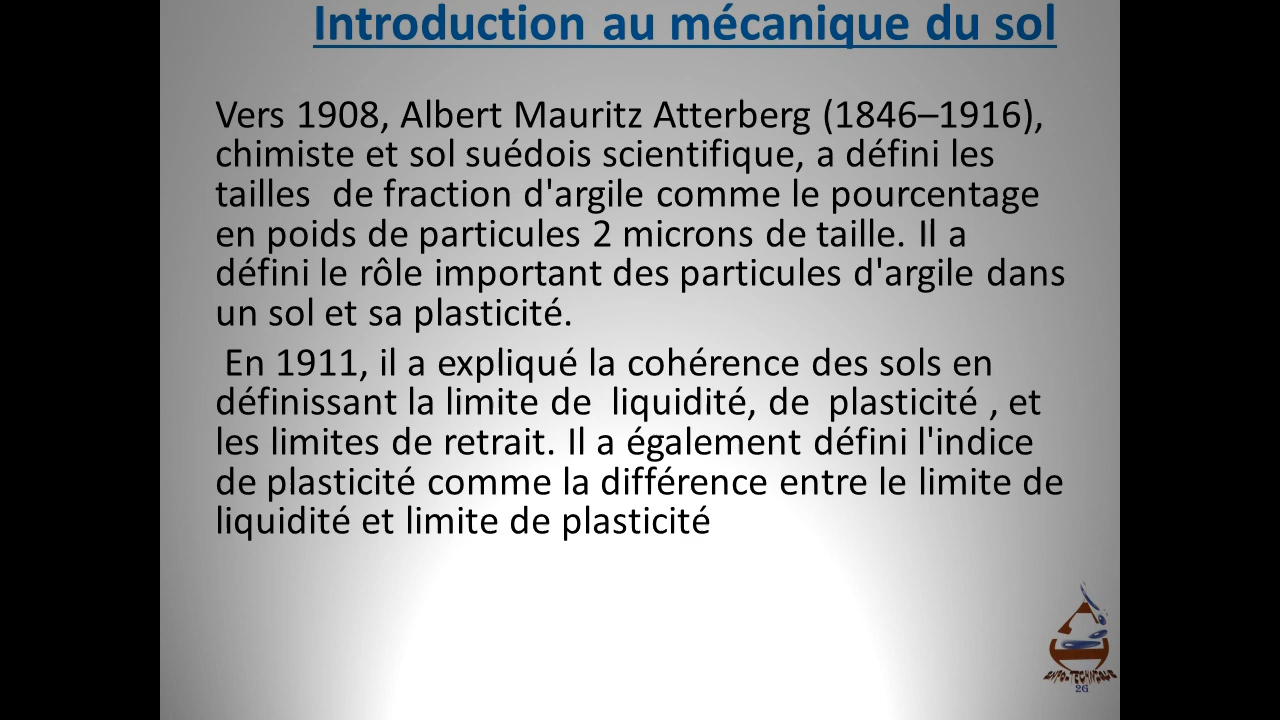 Introduction au mécanique du sol
Vers 1908, Albert Mauritz Atterberg (1846–1916),
chimiste et sol suédois scientifique, a défini les
tailles  de fraction d'argile comme le pourcentage
en poids de particules 2 microns de taille. Il a
défini le rôle important des particules d'argile dans
un sol et sa plasticité.
En 1911, il a expliqué la cohérence des sols en
définissant la limite de  liquidité, de  plasticité , et
les limites de retrait. Il a également défini l'indice
de plasticité comme la différence entre le limite de
liquidité et limite de plasticité
26